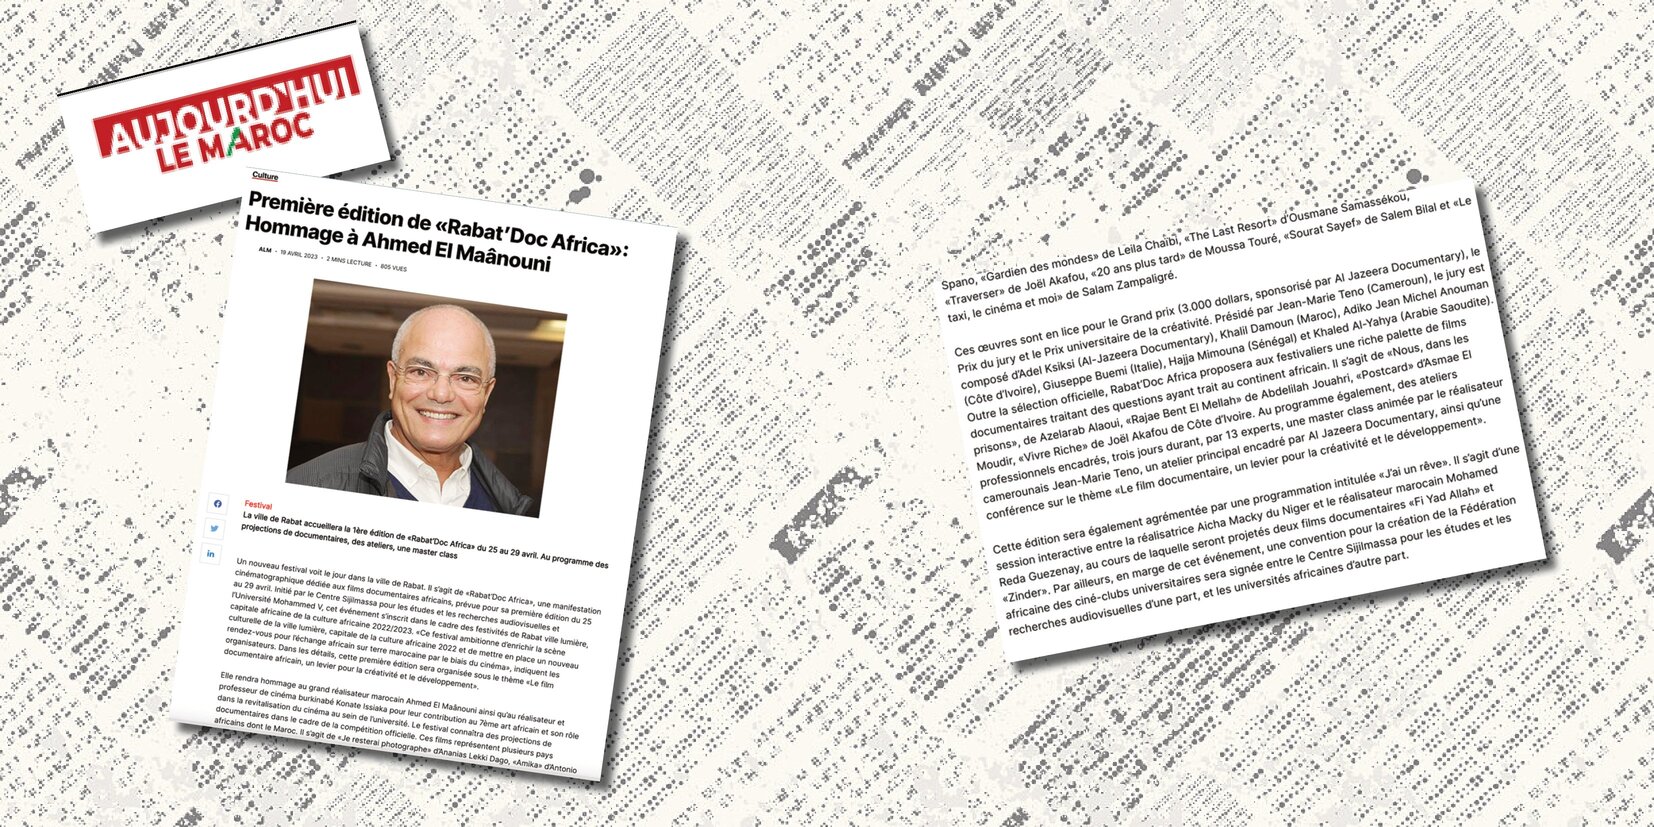 AUJOURD'HUI
LE MAROC
Culture
Première édition de «Rabat'Doc Africa»:
Hommage à Ahmed El Maânouni
ALM • 19 AVRIL 2023 • 2 MINS LECTURE • 805 VUES
Festival
La ville de Rabat accueillera la 1ère édition de «Rabat'Doc Africa» du 25 au 29 avril. Au programme des
projections de documentaires, des ateliers, une master class
Un nouveau festival voit le jour dans la ville de Rabat. Il s'agit de «Rabat'Doc Africa», une manifestation
cinématographique dédiée aux films documentaires africains, prévue pour sa première édition du 25
au 29 avril. Initié par le Centre Sijilmassa pour les études et les recherches audiovisuelles et
l'Université Mohammed V, cet événement s'inscrit dans le cadre des festivités de Rabat ville lumière,
capitale africaine de la culture africaine 2022/2023. «Ce festival ambitionne d'enrichir la scène
culturelle de la ville lumière, capitale de la culture africaine 2022 et de mettre en place un nouveau
rendez-vous pour l'échange africain sur terre marocaine par le biais du cinéma», indiquent les
organisateurs. Dans les détails, cette première édition sera organisée sous le thème «Le film
documentaire africain, un levier pour la créativité et le développement».
Elle rendra hommage au grand réalisateur marocain Ahmed El Maânouni ainsi qu'au réalisateur et
professeur de cinéma burkinabé Konate Issiaka pour leur contribution au 7ème art africain et son rôle
dans la revitalisation du cinéma au sein de l'université. Le festival connaîtra des projections de
documentaires dans le cadre de la compétition officielle. Ces films représentent plusieurs pays
africains dont le Maroc. Il s'agit de «Je resterai photographe» d'Ananias Lekki Dago, «Amika» d'Antonio
Spano, «Gardien des mondes» de Leila Chaïbi, «The Last Resort» d'Ousmane Samassékou,
«Traverser» de Joël Akafou, «20 ans plus tard» de Moussa Touré, «Sourat Sayef» de Salem Bilal et «Le
taxi, le cinéma et moi» de Salam Zampaligré.
Ces œuvres sont en lice pour le Grand prix (3.000 dollars, sponsorisé par Al Jazeera Documentary), le
Prix du jury et le Prix universitaire de la créativité. Présidé par Jean-Marie Teno (Cameroun), le jury est
composé d'Adel Ksiksi (Al-Jazeera Documentary), Khalil Damoun (Maroc), Adiko Jean Michel Anouman
(Côte d'Ivoire), Giuseppe Buemi (Italie), Hajja Mimouna (Sénégal) et Khaled Al-Yahya (Arabie Saoudite).
Outre la sélection officielle, Rabat'Doc Africa proposera aux festivaliers une riche palette de films
documentaires traitant des questions ayant trait au continent africain. Il s'agit de «Nous, dans les
prisons», de Azelarab Alaoui, «Rajae Bent El Mellah» de Abdelilah Jouahri, «Postcard» d'Asmae El
Moudir, «Vivre Riche» de Joël Akafou de Côte d'Ivoire. Au programme également, des ateliers
professionnels encadrés, trois jours durant, par 13 experts, une master class animée par le réalisateur
camerounais Jean-Marie Teno, un atelier principal encadré par Al Jazeera Documentary, ainsi qu'une
conférence sur le thème «Le film documentaire, un levier pour la créativité et le développement».
Cette édition sera également agrémentée par une programmation intitulée «J'ai un rêve». Il s'agit d'une
session interactive entre la réalisatrice Aicha Macky du Niger et le réalisateur marocain Mohamed
Reda Guezenay, au cours de laquelle seront projetés deux films documentaires «Fi Yad Allah» et
«Zinder». Par ailleurs, en marge de cet événement, une convention pour la création de la Fédération
africaine des ciné-clubs universitaires sera signée entre le Centre Sijilmassa pour les études et les
recherches audiovisuelles d'une part, et les universités africaines d'autre part.